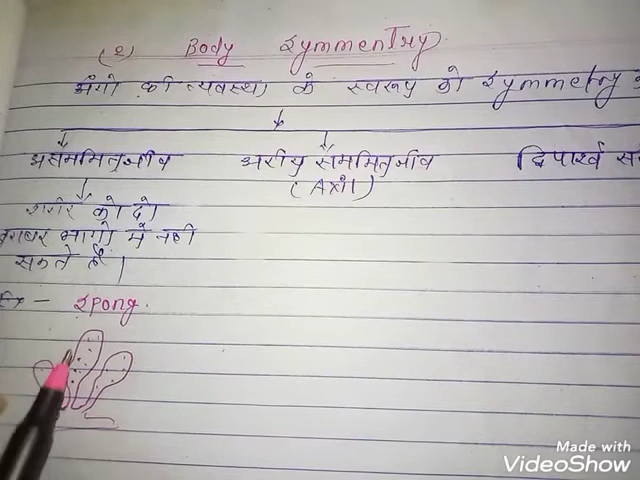 (2) Body Symmentry
अंगो की व्यवस्था के स्वरूप को Symmetry
असममितजीव अरीय सममितजीव द्विपार्श्व
(Axil)
शरीर को दो
बराबर भागो में नही
सकते है।
Ex - Spong.
Made with
VideoShow